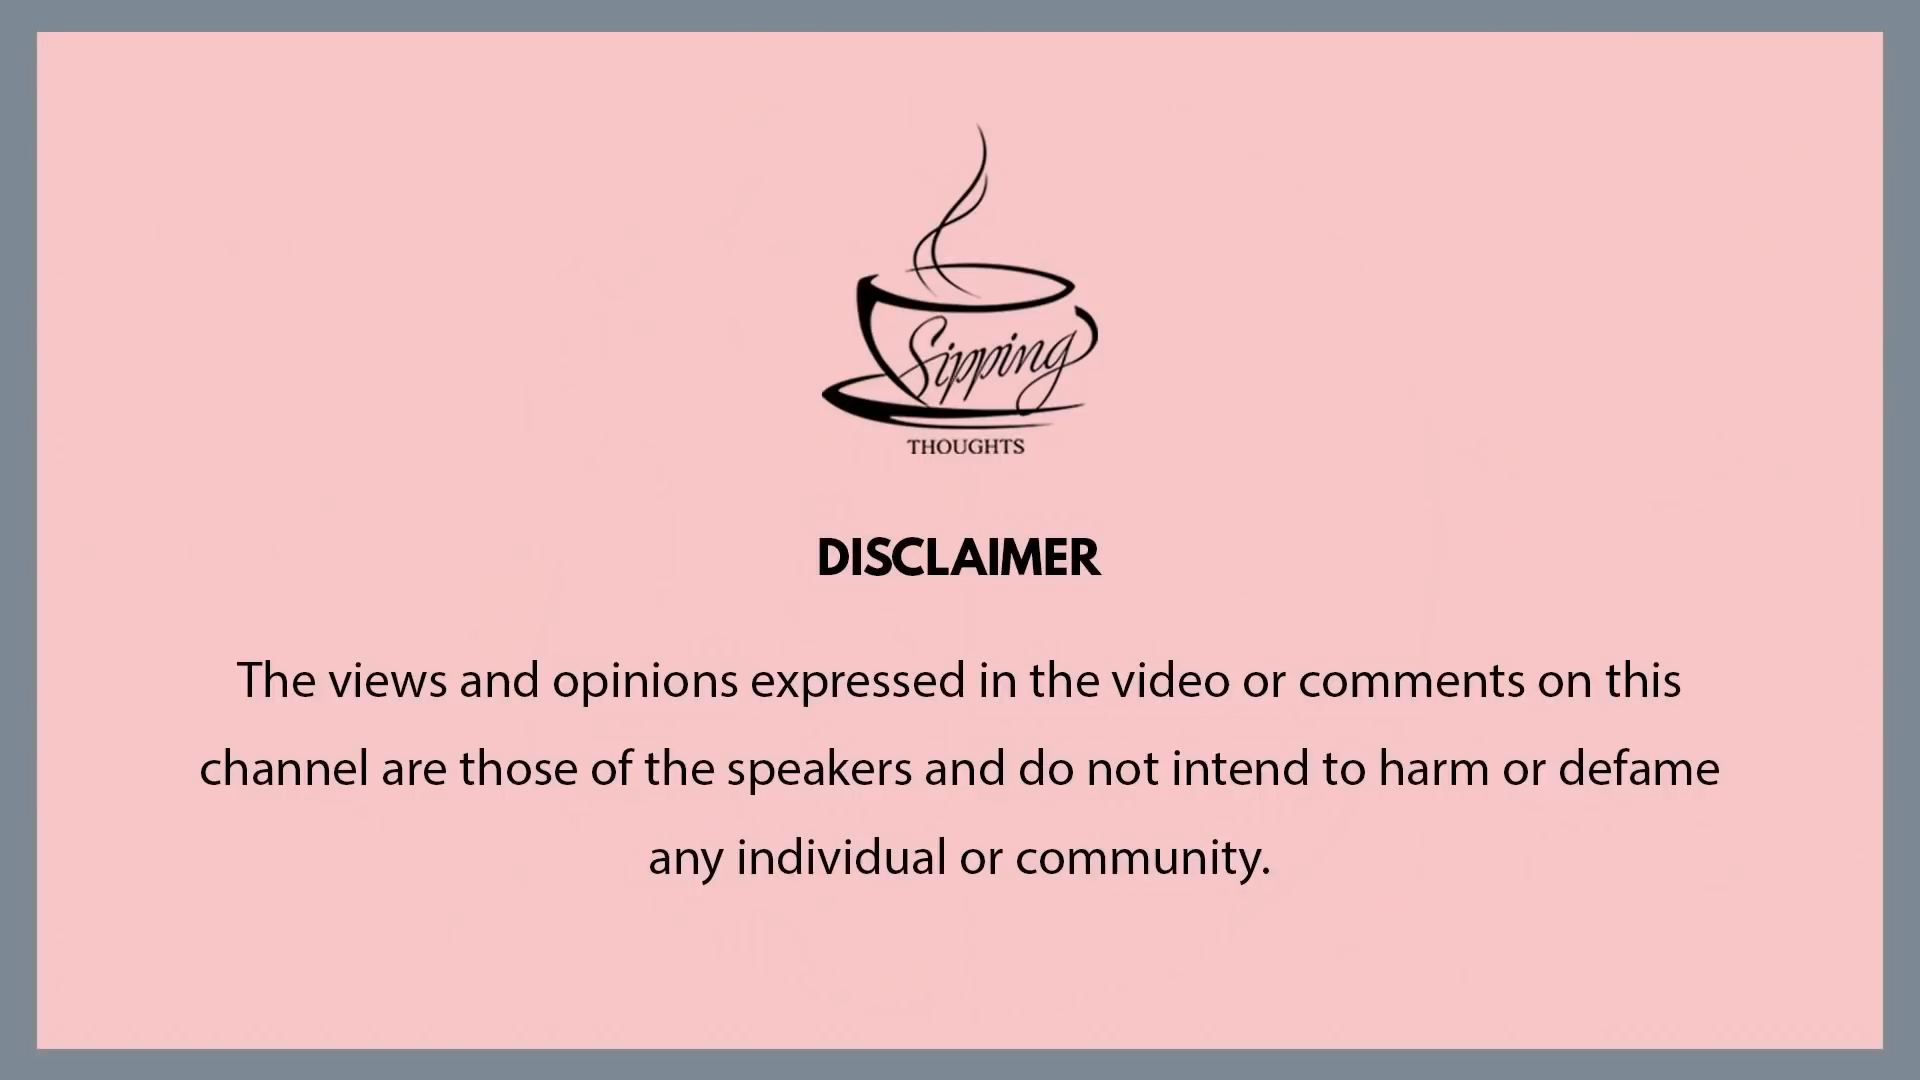 Sipping
THOUGHTS
DISCLAIMER
The views and opinions expressed in the video or comments on this
channel are those of the speakers and do not intend to harm or defame
any individual or community.